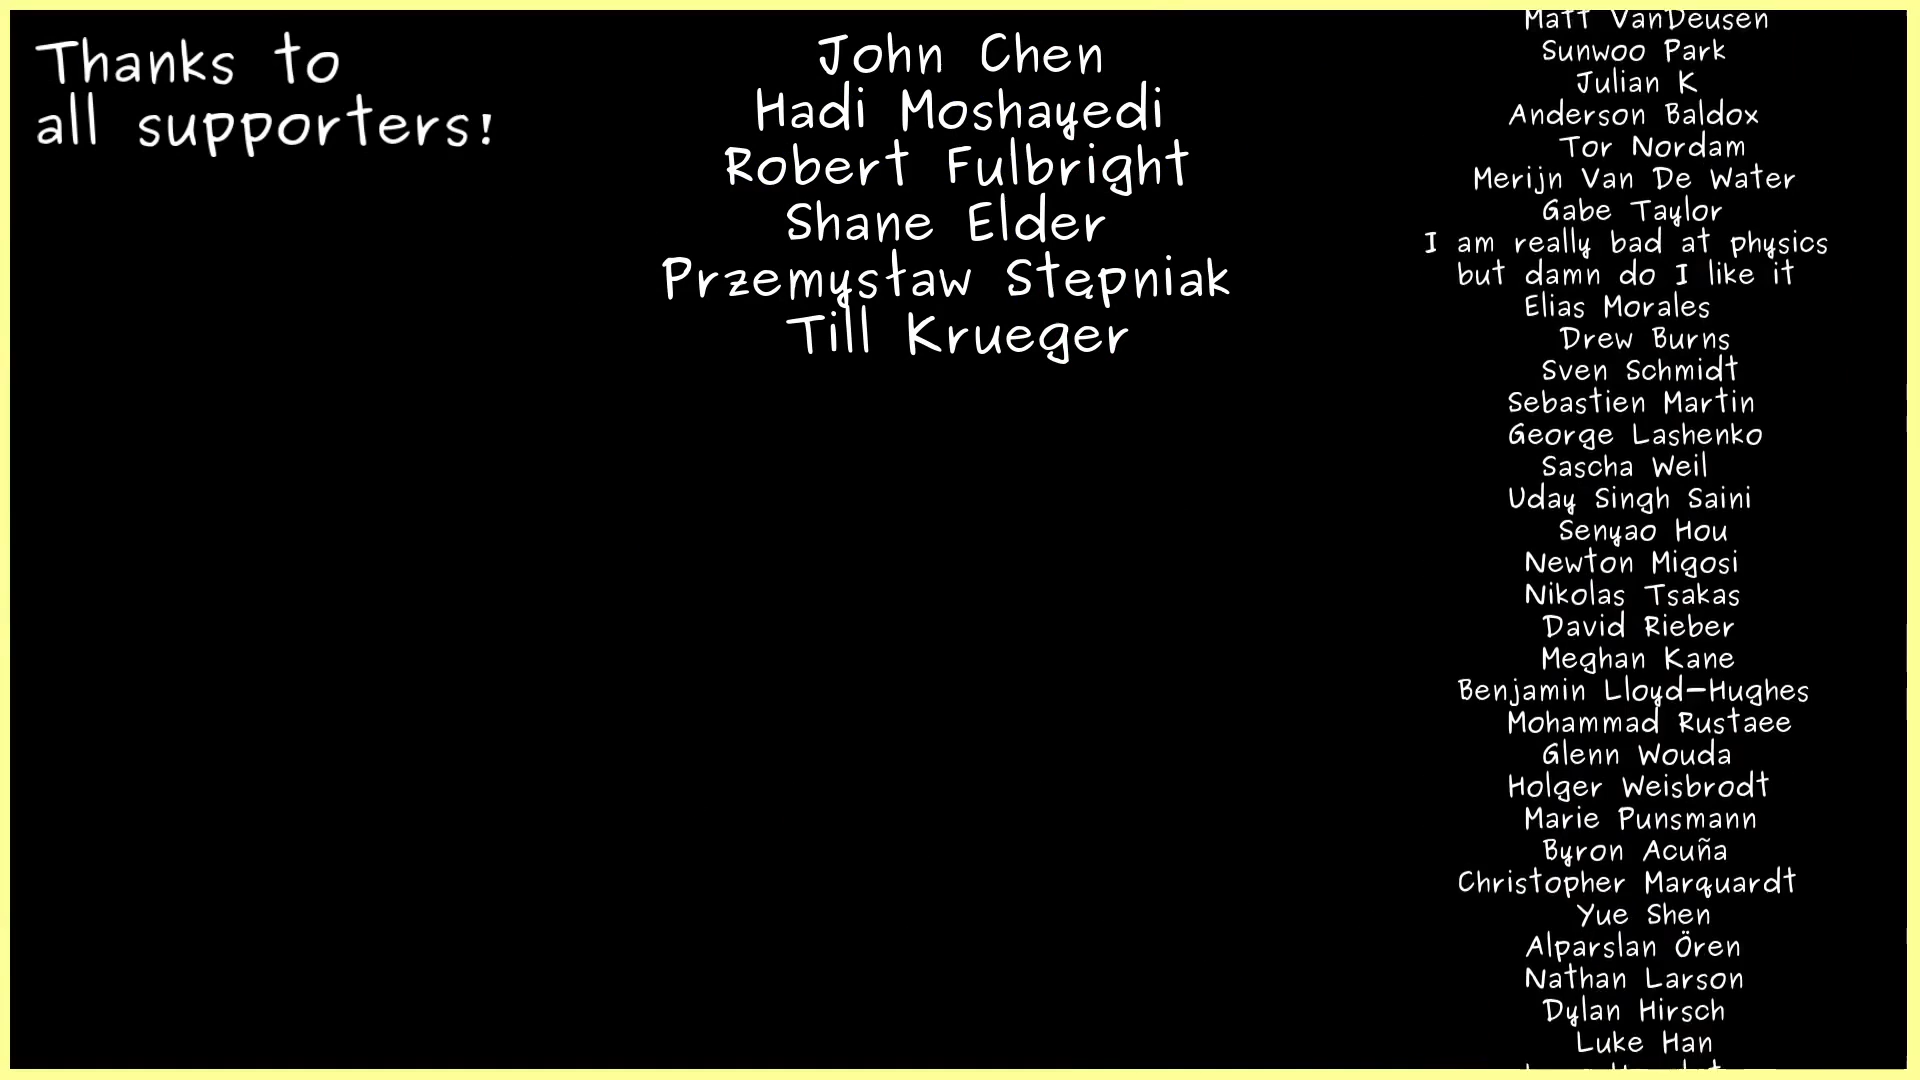 Thanks to
all supporters!
John Chen
Hadi Moshayedi
Robert Fulbright
Shane Elder
Przemysław Stępniak
Till Krueger
Matt VanDeusen
Sunwoo Park
Julian K
Anderson Baldox
Tor Nordam
Merijn Van De Water
Gabe Taylor
I am really bad at physics
but damn do I like it
Elias Morales
Drew Burns
Sven Schmidt
Sebastien Martin
George Lashenko
Sascha Weil
Uday Singh Saini
Senyao Hou
Newton Migosi
Nikolas Tsakas
David Rieber
Meghan Kane
Benjamin Lloyd-Hughes
Mohammad Rustaee
Glenn Wouda
Holger Weisbrodt
Marie Punsmann
Byron Acuña
Christopher Marquardt
Yue Shen
Alparslan Ören
Nathan Larson
Dylan Hirsch
Luke Han